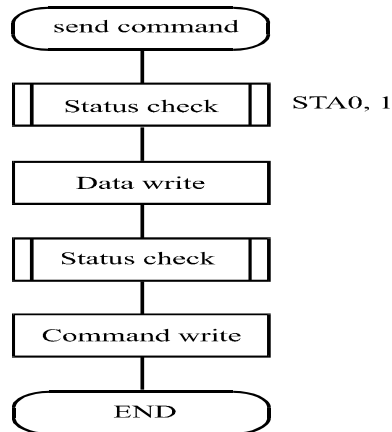 send command
Status check
STA0, 1
Data write
Status check
Command write
END